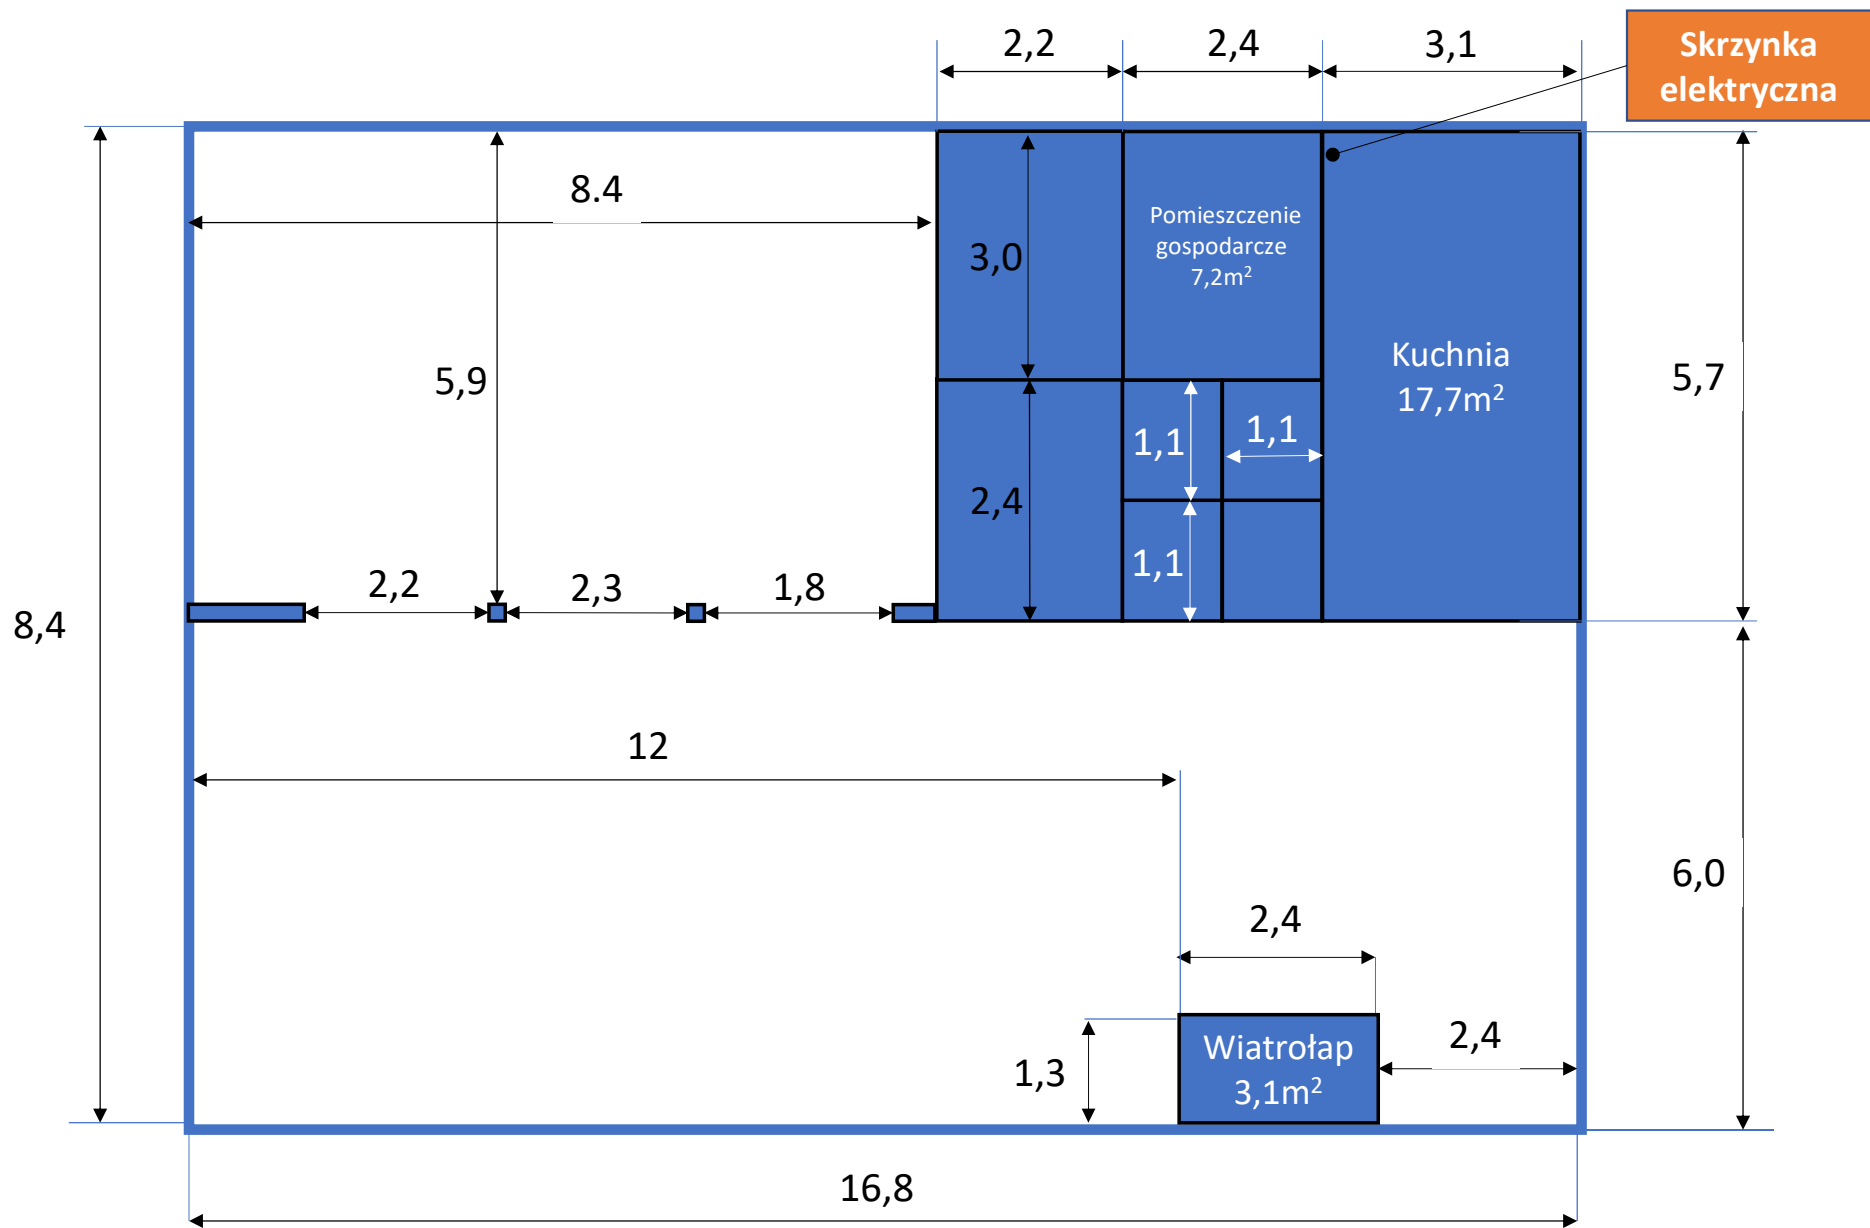 2,2
2,4
3,1
Skrzynka
elektryczna
8.4
Pomieszczenie
gospodarcze
7,2m²
3,0
5,9
Kuchnia
17,7m²
5,7
1,1
1,1
2,4
1,1
2,2
2,3
1,8
8,4
12
6,0
2,4
Wiatrołap
3,1m²
1,3
2,4
16,8